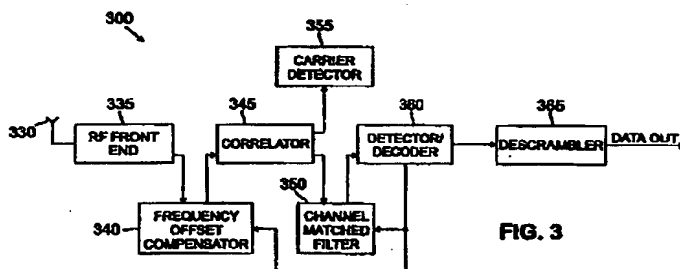 300
355
CARRIER
DETECTOR
330
335
RF FRONT
END
345
CORRELATOR
360
DETECTOR/
DECODER
365
DESCRAMBLER
DATA OUT
340
FREQUENCY
OFFSET
COMPENSATOR
350
CHANNEL
MATCHED
FILTER
FIG. 3